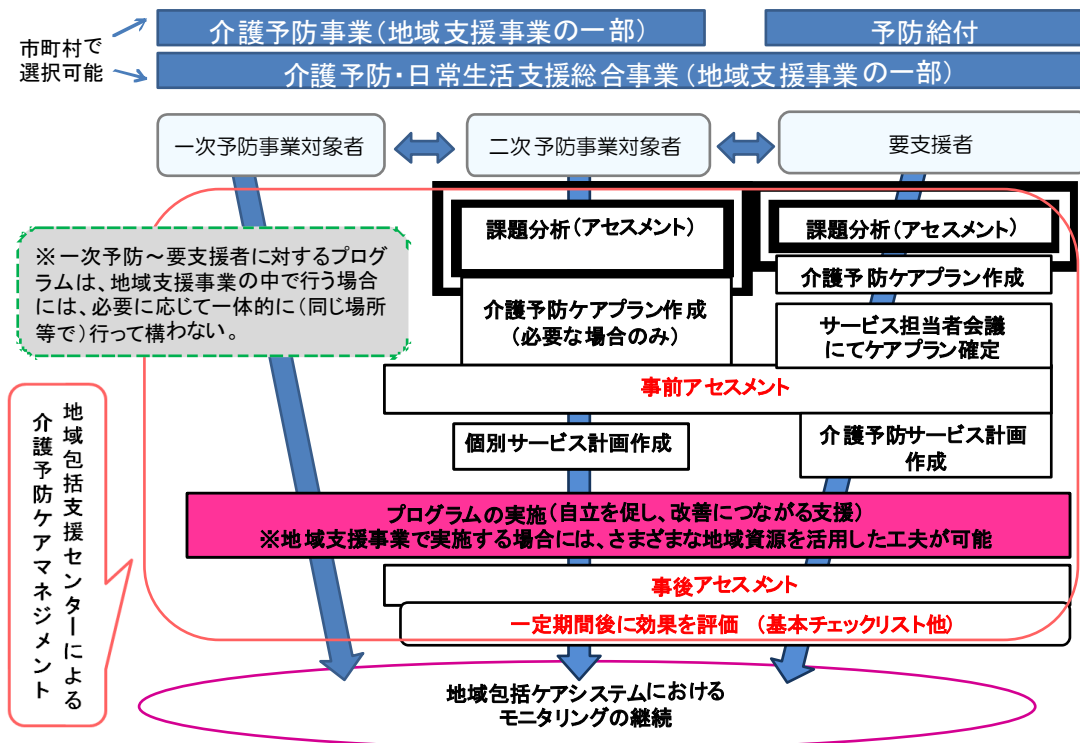 市町村で
選択可能
介護予防事業(地域支援事業の一部)
予防給付
介護予防・日常生活支援総合事業(地域支援事業の一部)
一次予防事業対象者
二次予防事業対象者
要支援者
課題分析(アセスメント)
課題分析(アセスメント)
※一次予防～要支援者に対するプログ
ラムは、地域支援事業の中で行う場合
には、必要に応じて一体的に(同じ場所
等で)行って構わない。
介護予防ケアプラン作成
(必要な場合のみ)
介護予防ケアプラン作成
サービス担当者会議
にてケアプラン確定
事前アセスメント
個別サービス計画作成
介護予防サービス計画
作成
地域包括支援センターによる
介護予防ケアマネジメント
プログラムの実施(自立を促し、改善につながる支援)
※地域支援事業で実施する場合には、さまざまな地域資源を活用した工夫が可能
事後アセスメント
一定期間後に効果を評価 (基本チェックリスト他)
地域包括ケアシステムにおける
モニタリングの継続